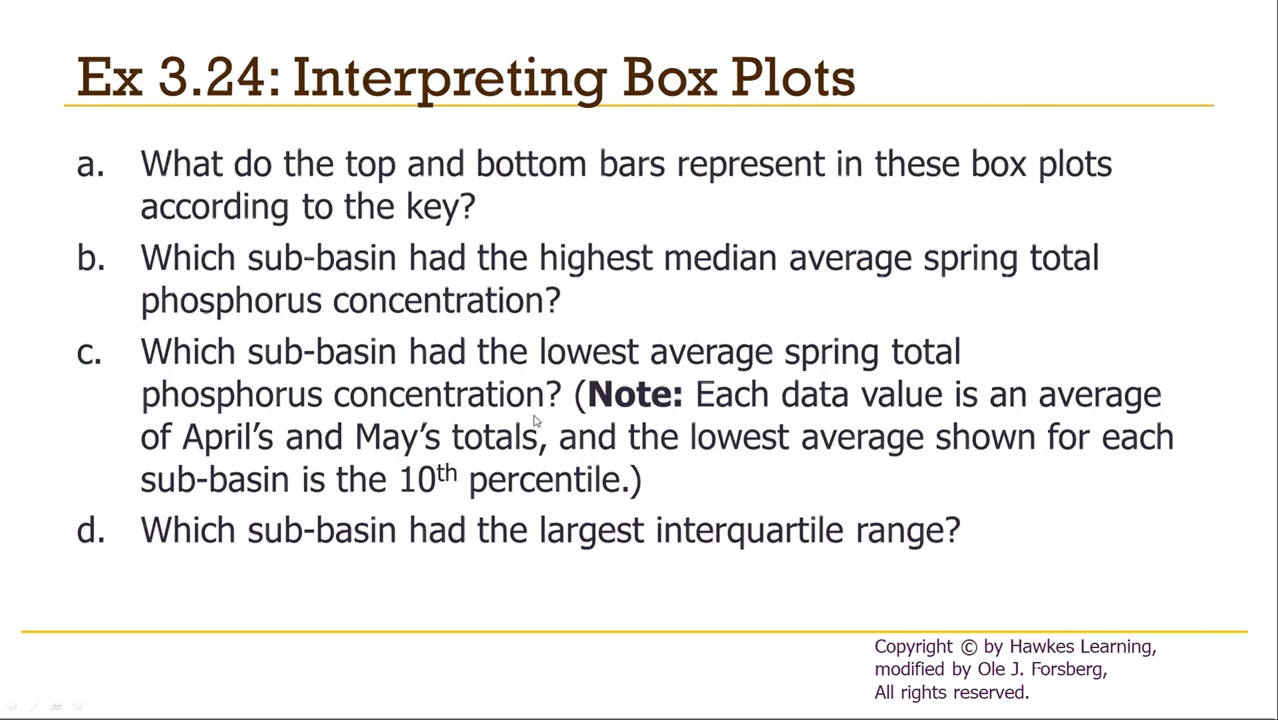 Ex 3.24: Interpreting Box Plots
a. What do the top and bottom bars represent in these box plots
according to the key?
b. Which sub-basin had the highest median average spring total
phosphorus concentration?
c. Which sub-basin had the lowest average spring total
phosphorus concentration? (Note: Each data value is an average
of April’s and May’s totals, and the lowest average shown for each
sub-basin is the 10th percentile.)
d. Which sub-basin had the largest interquartile range?
Copyright © by Hawkes Learning,
modified by Ole J. Forsberg,
All rights reserved.